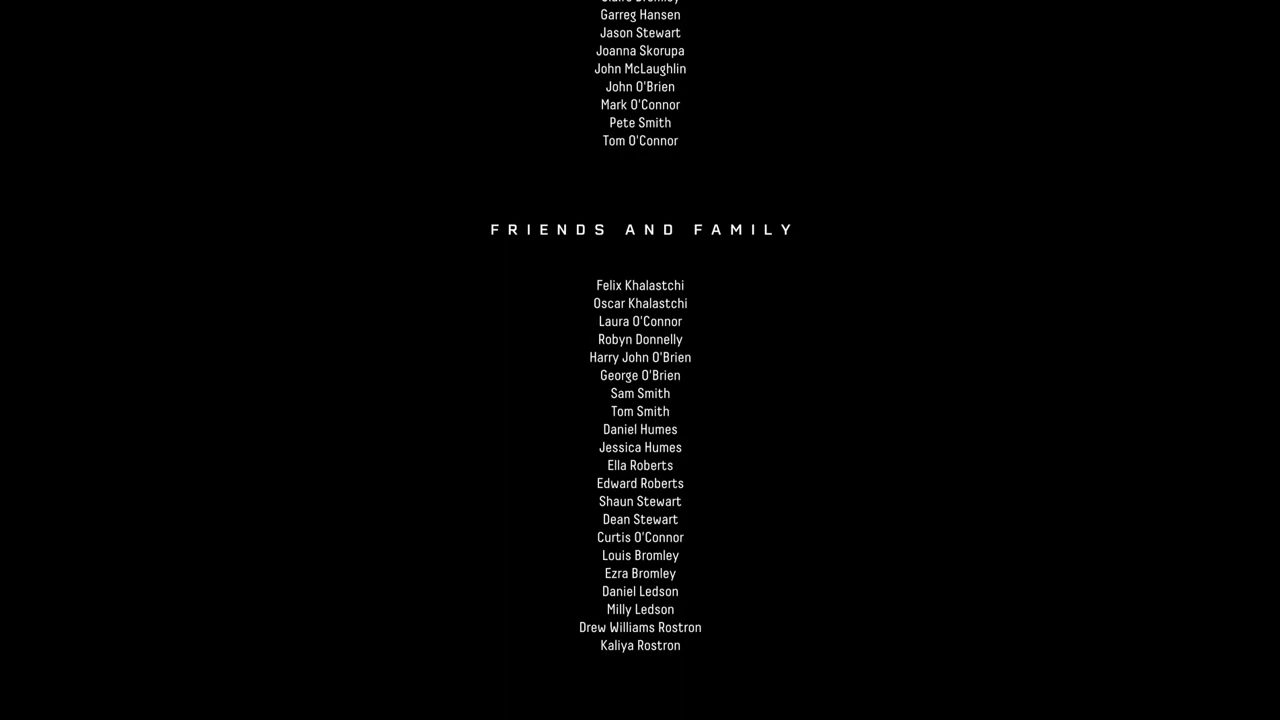 Garreg Hansen
Jason Stewart
Joanna Skorupa
John McLaughlin
John O'Brien
Mark O'Connor
Pete Smith
Tom O'Connor
FRIENDS AND FAMILY
Felix Khalastchi
Oscar Khalastchi
Laura O'Connor
Robyn Donnelly
Harry John O'Brien
George O'Brien
Sam Smith
Tom Smith
Daniel Humes
Jessica Humes
Ella Roberts
Edward Roberts
Shaun Stewart
Dean Stewart
Curtis O'Connor
Louis Bromley
Ezra Bromley
Daniel Ledson
Milly Ledson
Drew Williams Rostron
Kaliya Rostron